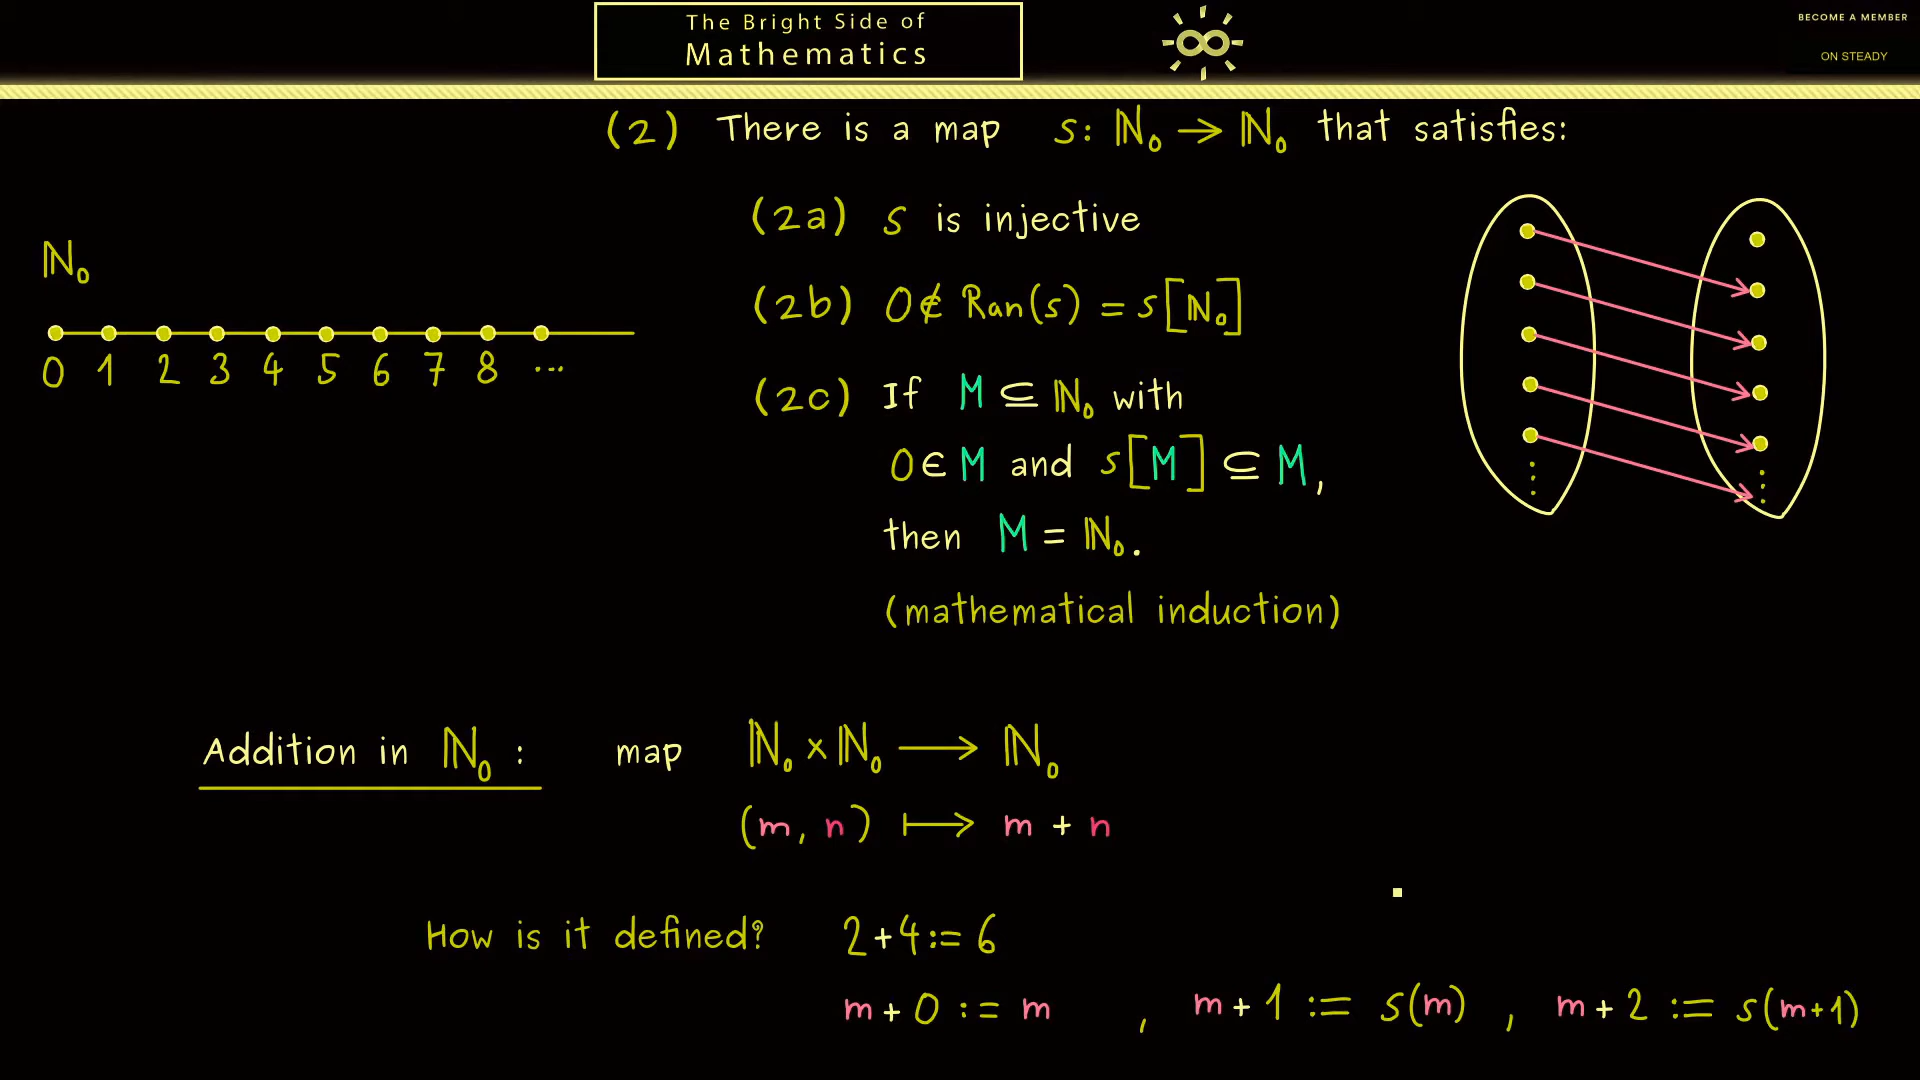 The Bright Side of
Mathematics
BECOME A MEMBER
ON STEADY
(2) There is a map s: ℕ₀ → ℕ₀ that satisfies:
(2a) s is injective
(2b) 0 ∉ Ran(s) = s[ℕ₀]
(2c) If M ⊆ ℕ₀ with
0 ∈ M and s[M] ⊆ M,
then M = ℕ₀.
(mathematical induction)
ℕ₀
0 1 2 3 4 5 6 7 8 ...
Addition in ℕ₀ : map ℕ₀ × ℕ₀ ⟶ ℕ₀
(m, n) ⟼ m + n
How is it defined? 2+4 := 6
m + 0 := m , m + 1 := s(m) , m + 2 := s(m+1)